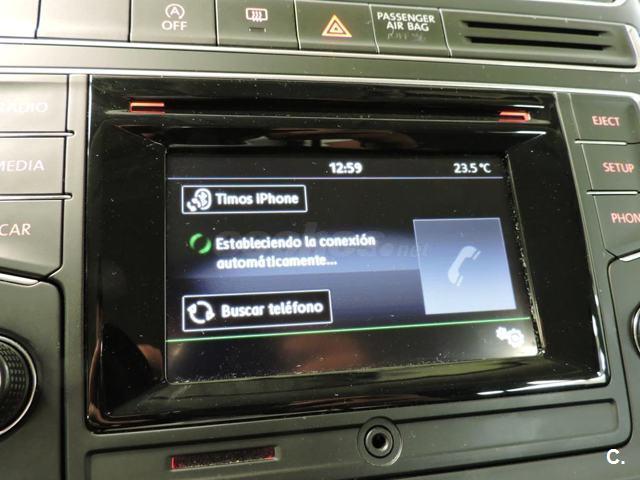 OFF
PASSENGER
AIR BAG
RADIO
MEDIA
CAR
12:59
23.5 °C
Timos iPhone
Estableciendo la conexión
automáticamente...
Buscar teléfono
EJECT
SETUP
PHONE
C.